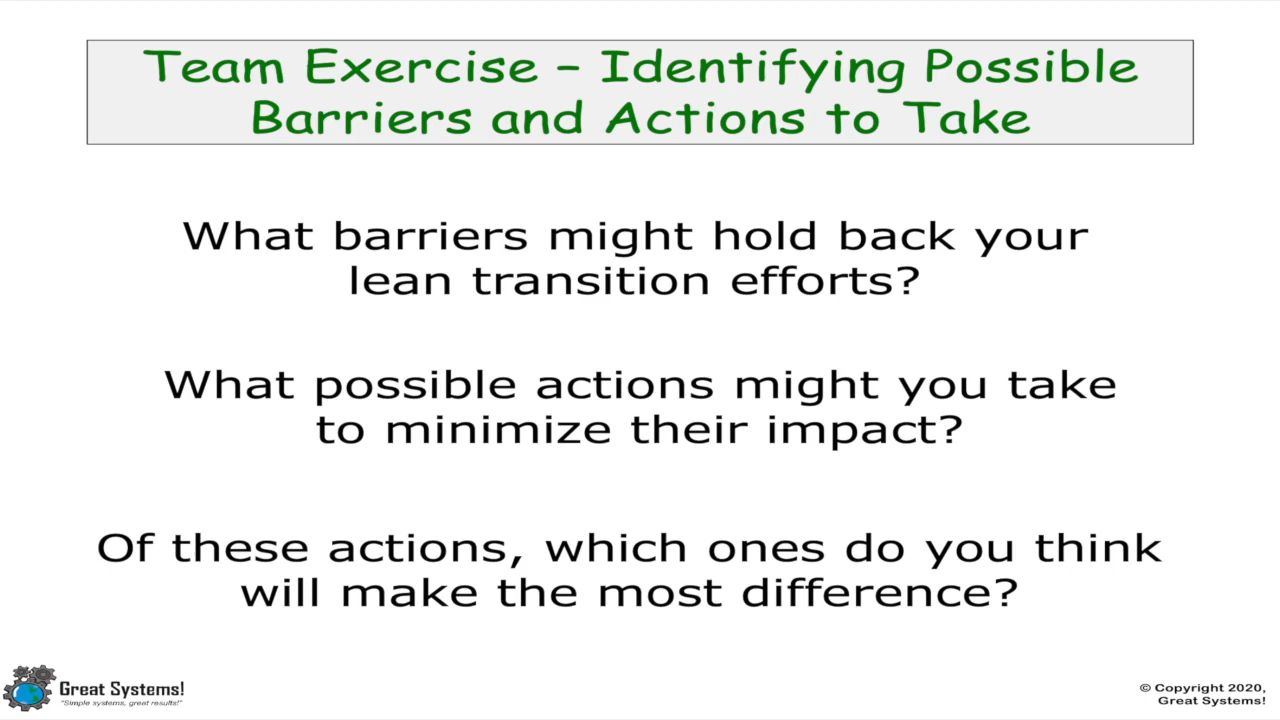 Team Exercise – Identifying Possible
Barriers and Actions to Take
What barriers might hold back your
lean transition efforts?
What possible actions might you take
to minimize their impact?
Of these actions, which ones do you think
will make the most difference?
Great Systems!
"Simple systems, great results!"
© Copyright 2020,
Great Systems!